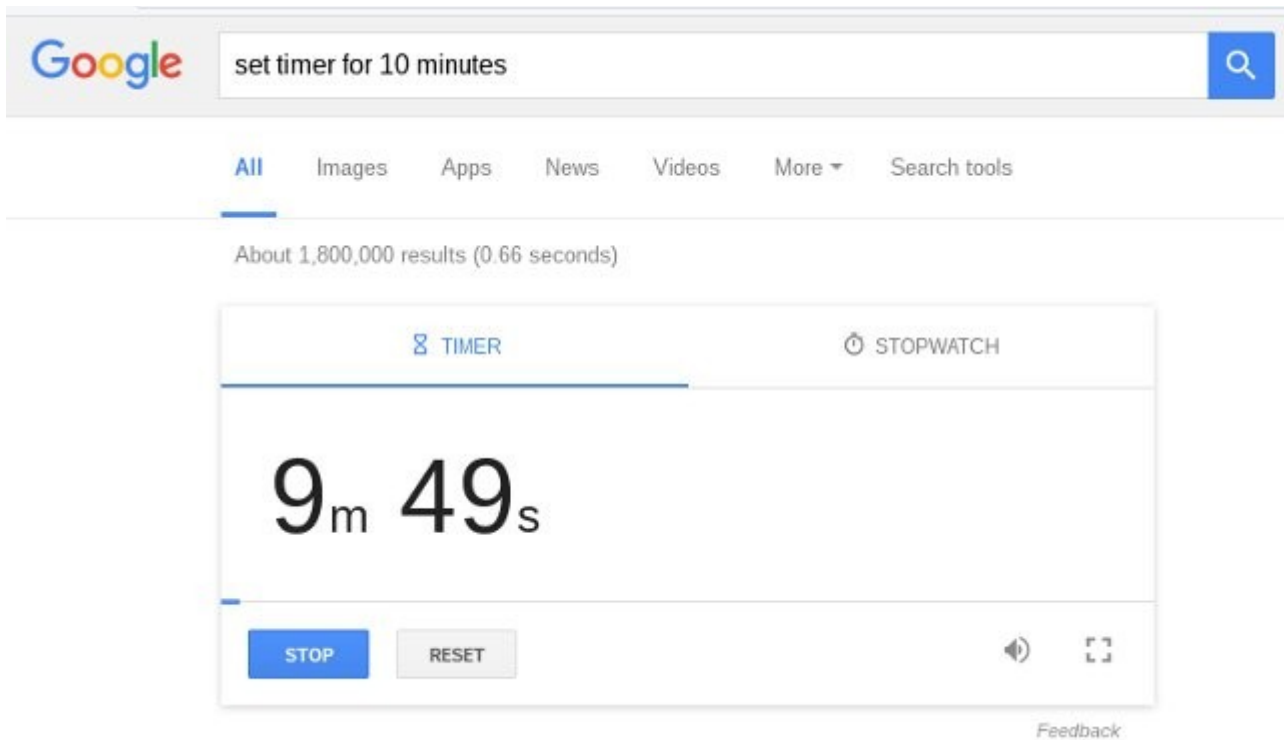 Google set timer for 10 minutes
All Images Apps News Videos More Search tools
About 1,800,000 results (0.66 seconds)
TIMER STOPWATCH
9m 49s
STOP RESET
Feedback